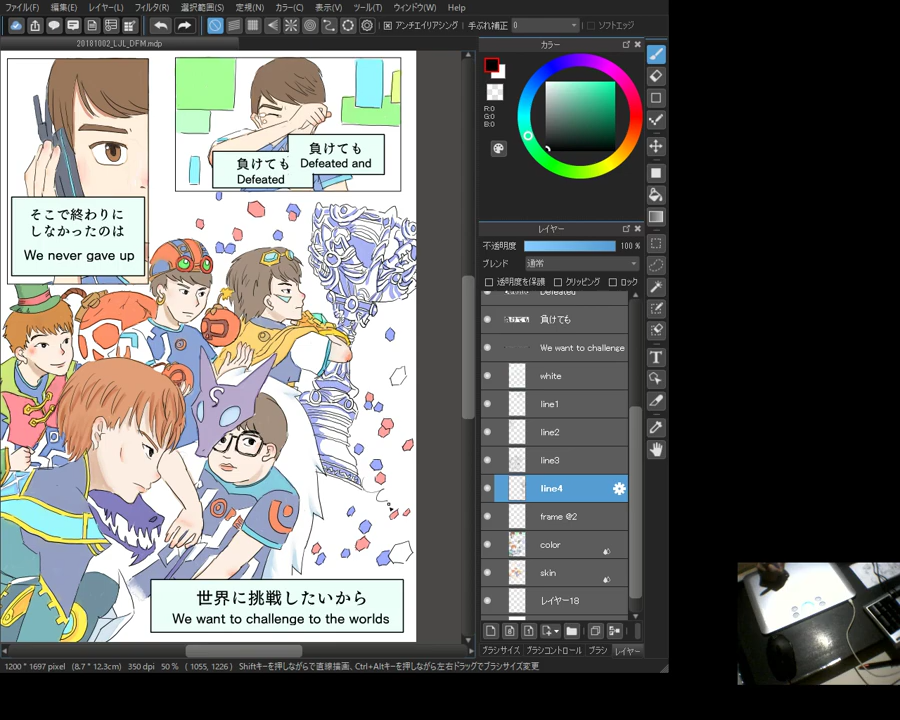 ファイル(F) 編集(E) レイヤー(L) フィルタ(R) 選択範囲(S) 定規(N) カラー(C) 表示(V) ツール(T) ウィンドウ(W) Help
アンチエイリアシング 手ぶれ補正 0 ソフトエッジ
20181002_LJL_DFM.mdp
カラー
R:0
G:0
B:0
負けても
Defeated
負けても
Defeated and
そこで終わりに
しなかったのは
We never gave up
世界に挑戦したいから
We want to challenge to the worlds
レイヤー
不透明度 100 %
ブレンド 通常
透明度を保護 クリッピング ロック
Defeated
負けても
We want to challenge
white
line1
line2
line3
line4
frame @2
color
skin
レイヤー18
ブラシサイズ ブラシコントロール ブラシ レイヤー
1200 * 1697 pixel (8.7 * 12.3cm) 350 dpi 50 % ( 1055, 1226 ) Shiftキーを押しながら直線描画、Ctrl+Altキーを押しながら左右ドラッグでブラシサイズ変更